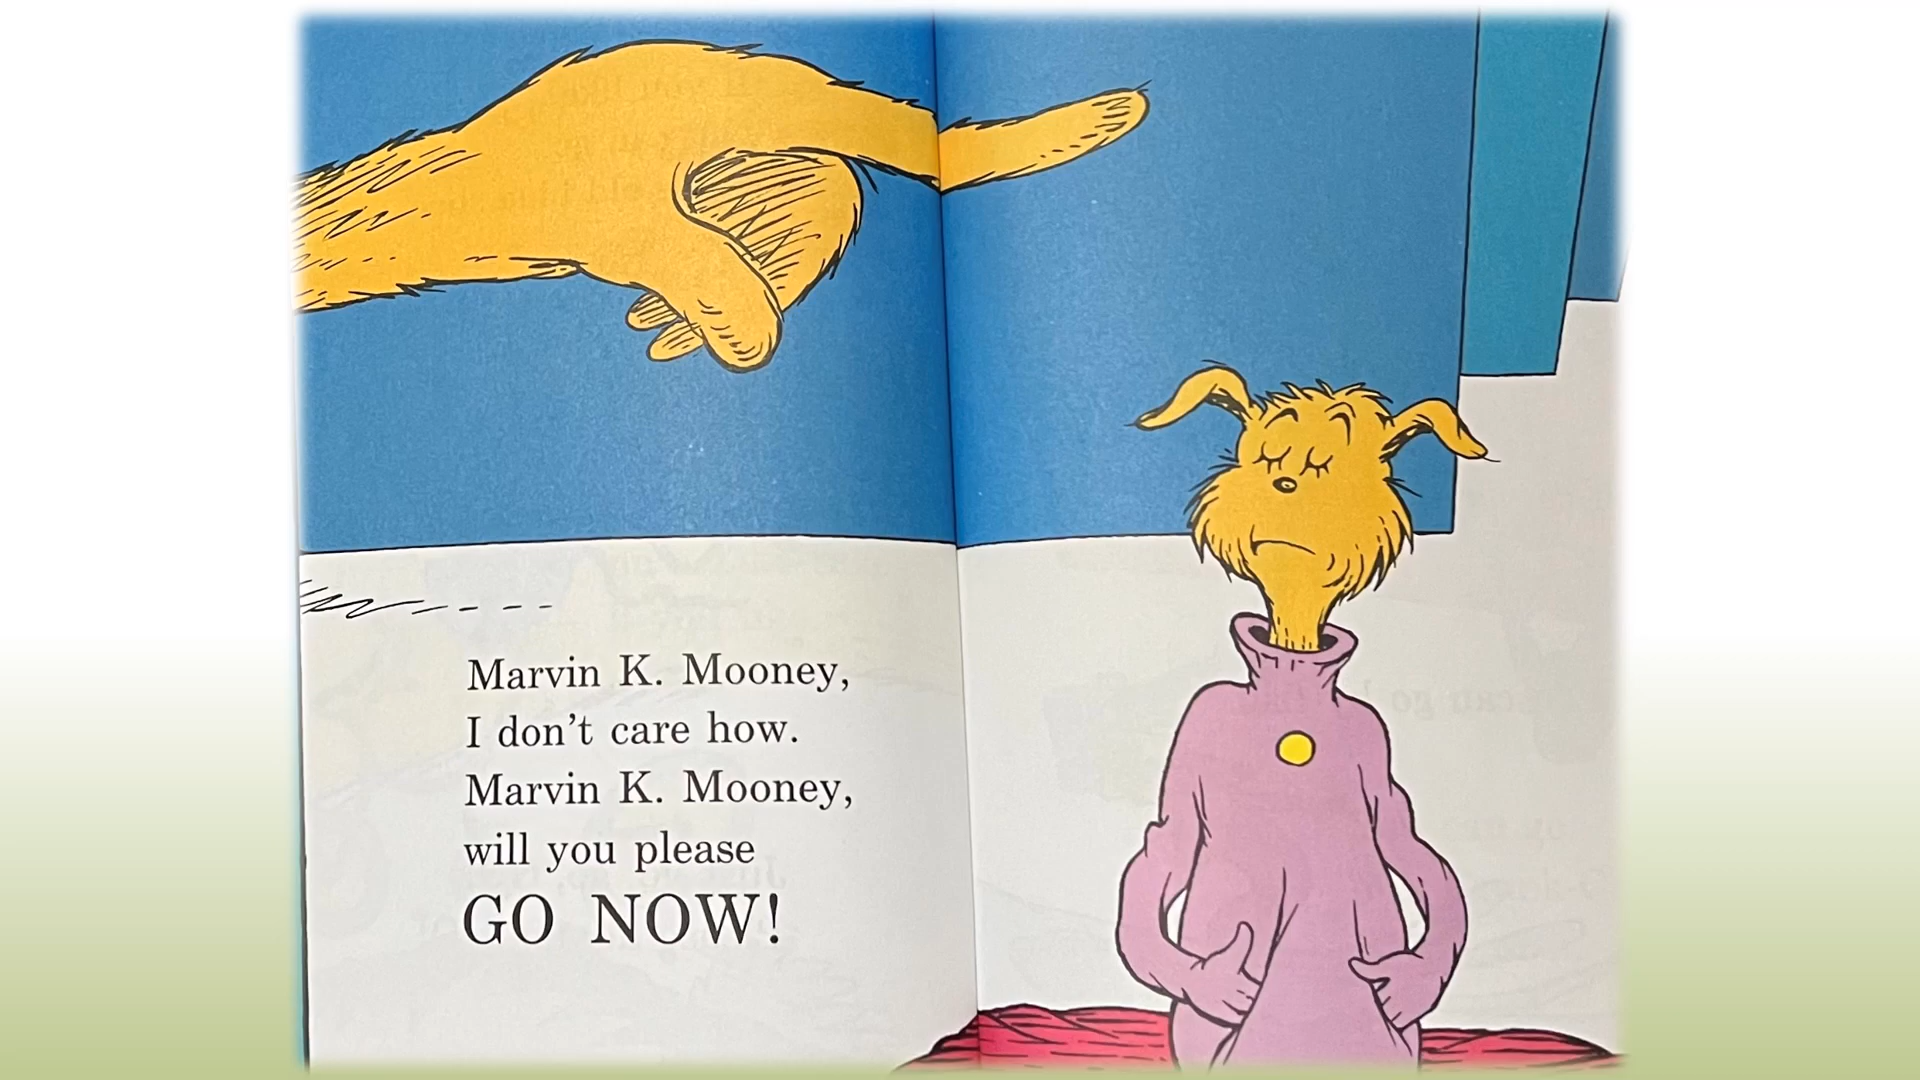 Marvin K. Mooney,
I don't care how.
Marvin K. Mooney,
will you please
GO NOW!